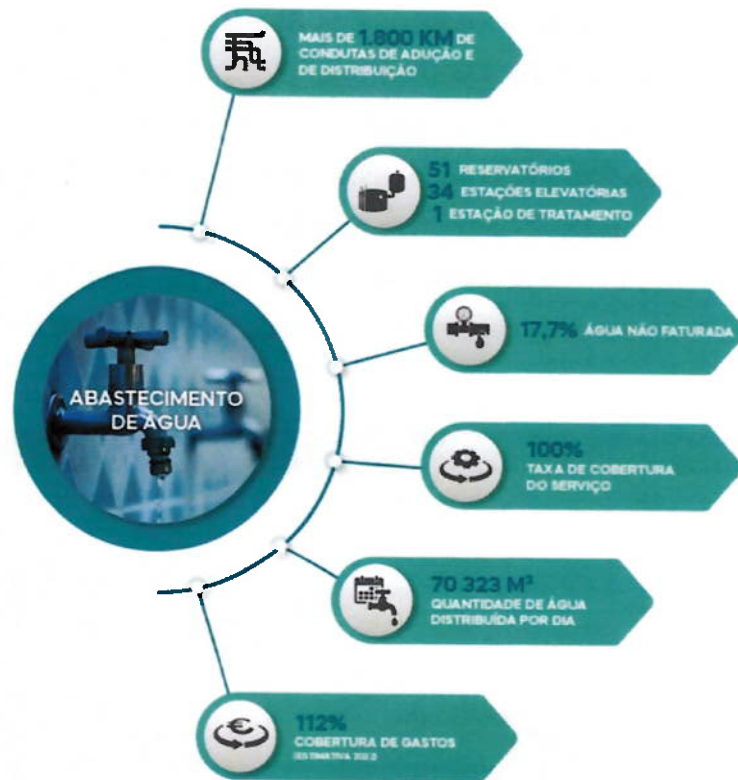 MAIS DE 1.800 KM DE
CONDUTAS DE ADUÇÃO E
DE DISTRIBUIÇÃO
51 RESERVATÓRIOS
34 ESTAÇÕES ELEVATÓRIAS
1 ESTAÇÃO DE TRATAMENTO
17,7% ÁGUA NÃO FATURADA
ABASTECIMENTO
DE ÁGUA
100%
TAXA DE COBERTURA
DO SERVIÇO
70 323 M³
QUANTIDADE DE ÁGUA
DISTRIBUÍDA POR DIA
112%
COBERTURA DE GASTOS